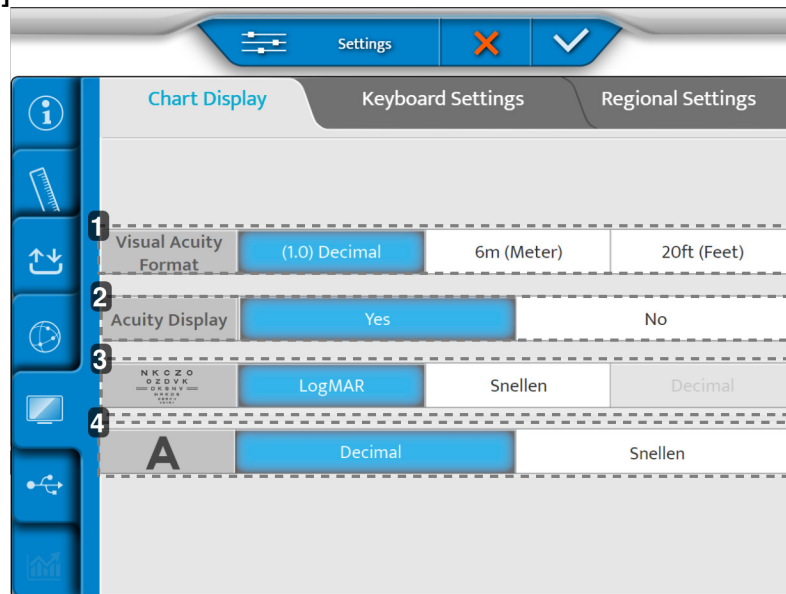 ]
Settings
Chart Display Keyboard Settings Regional Settings
1
Visual Acuity
Format
(1.0) Decimal 6m (Meter) 20ft (Feet)
2
Acuity Display Yes No
3
N K C Z O
O Z D V K
O K S N V
LogMAR Snellen Decimal
4
A Decimal Snellen